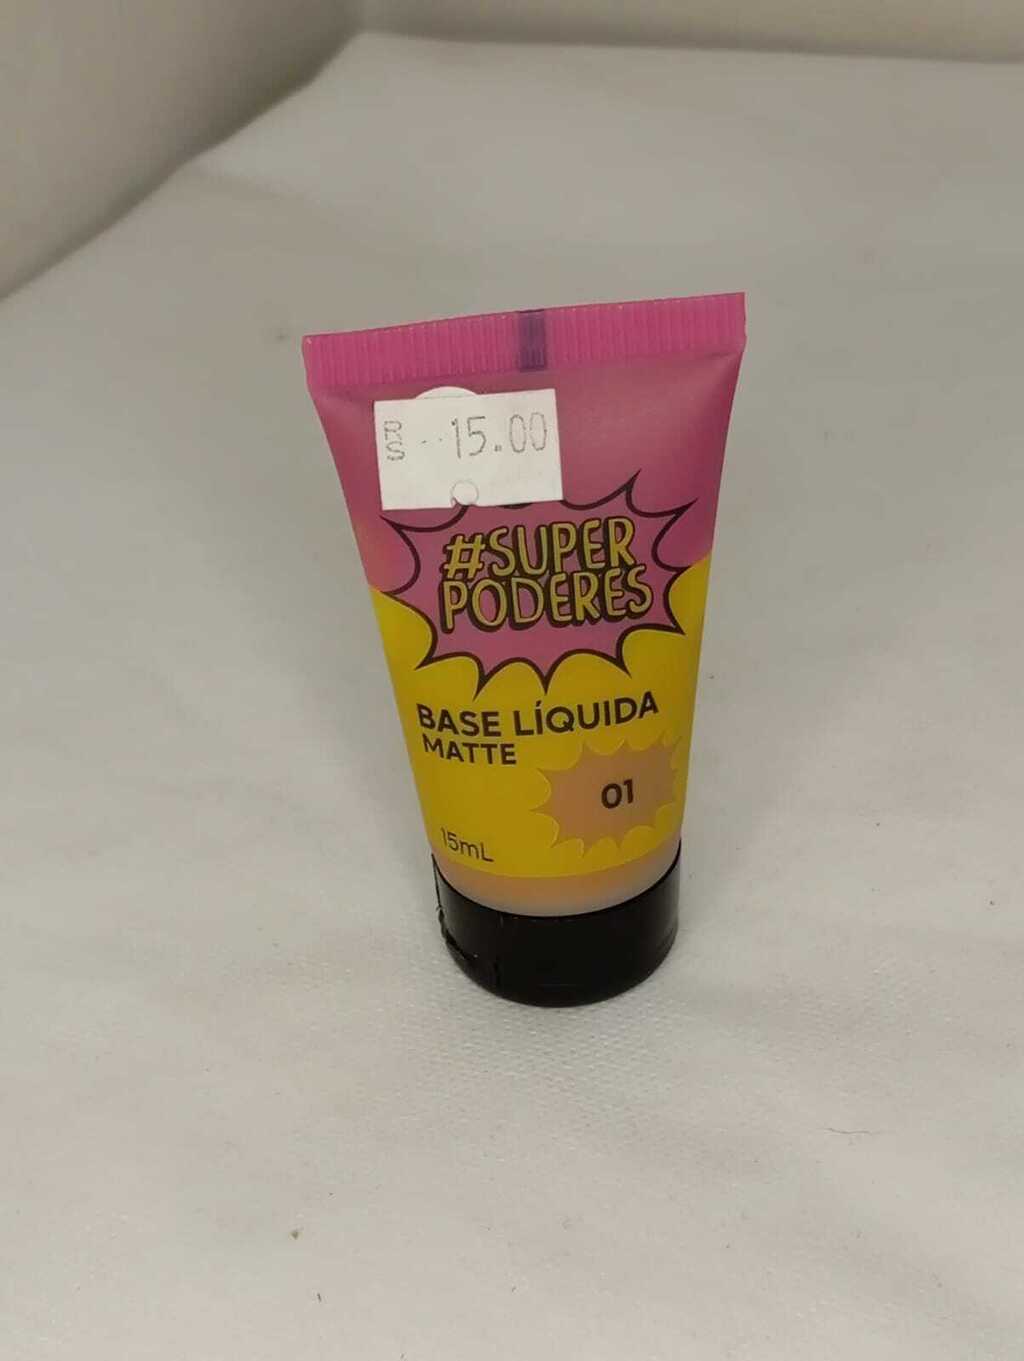 R$ 15.00
#SUPER
PODERES
BASE LÍQUIDA
MATTE
01
15mL